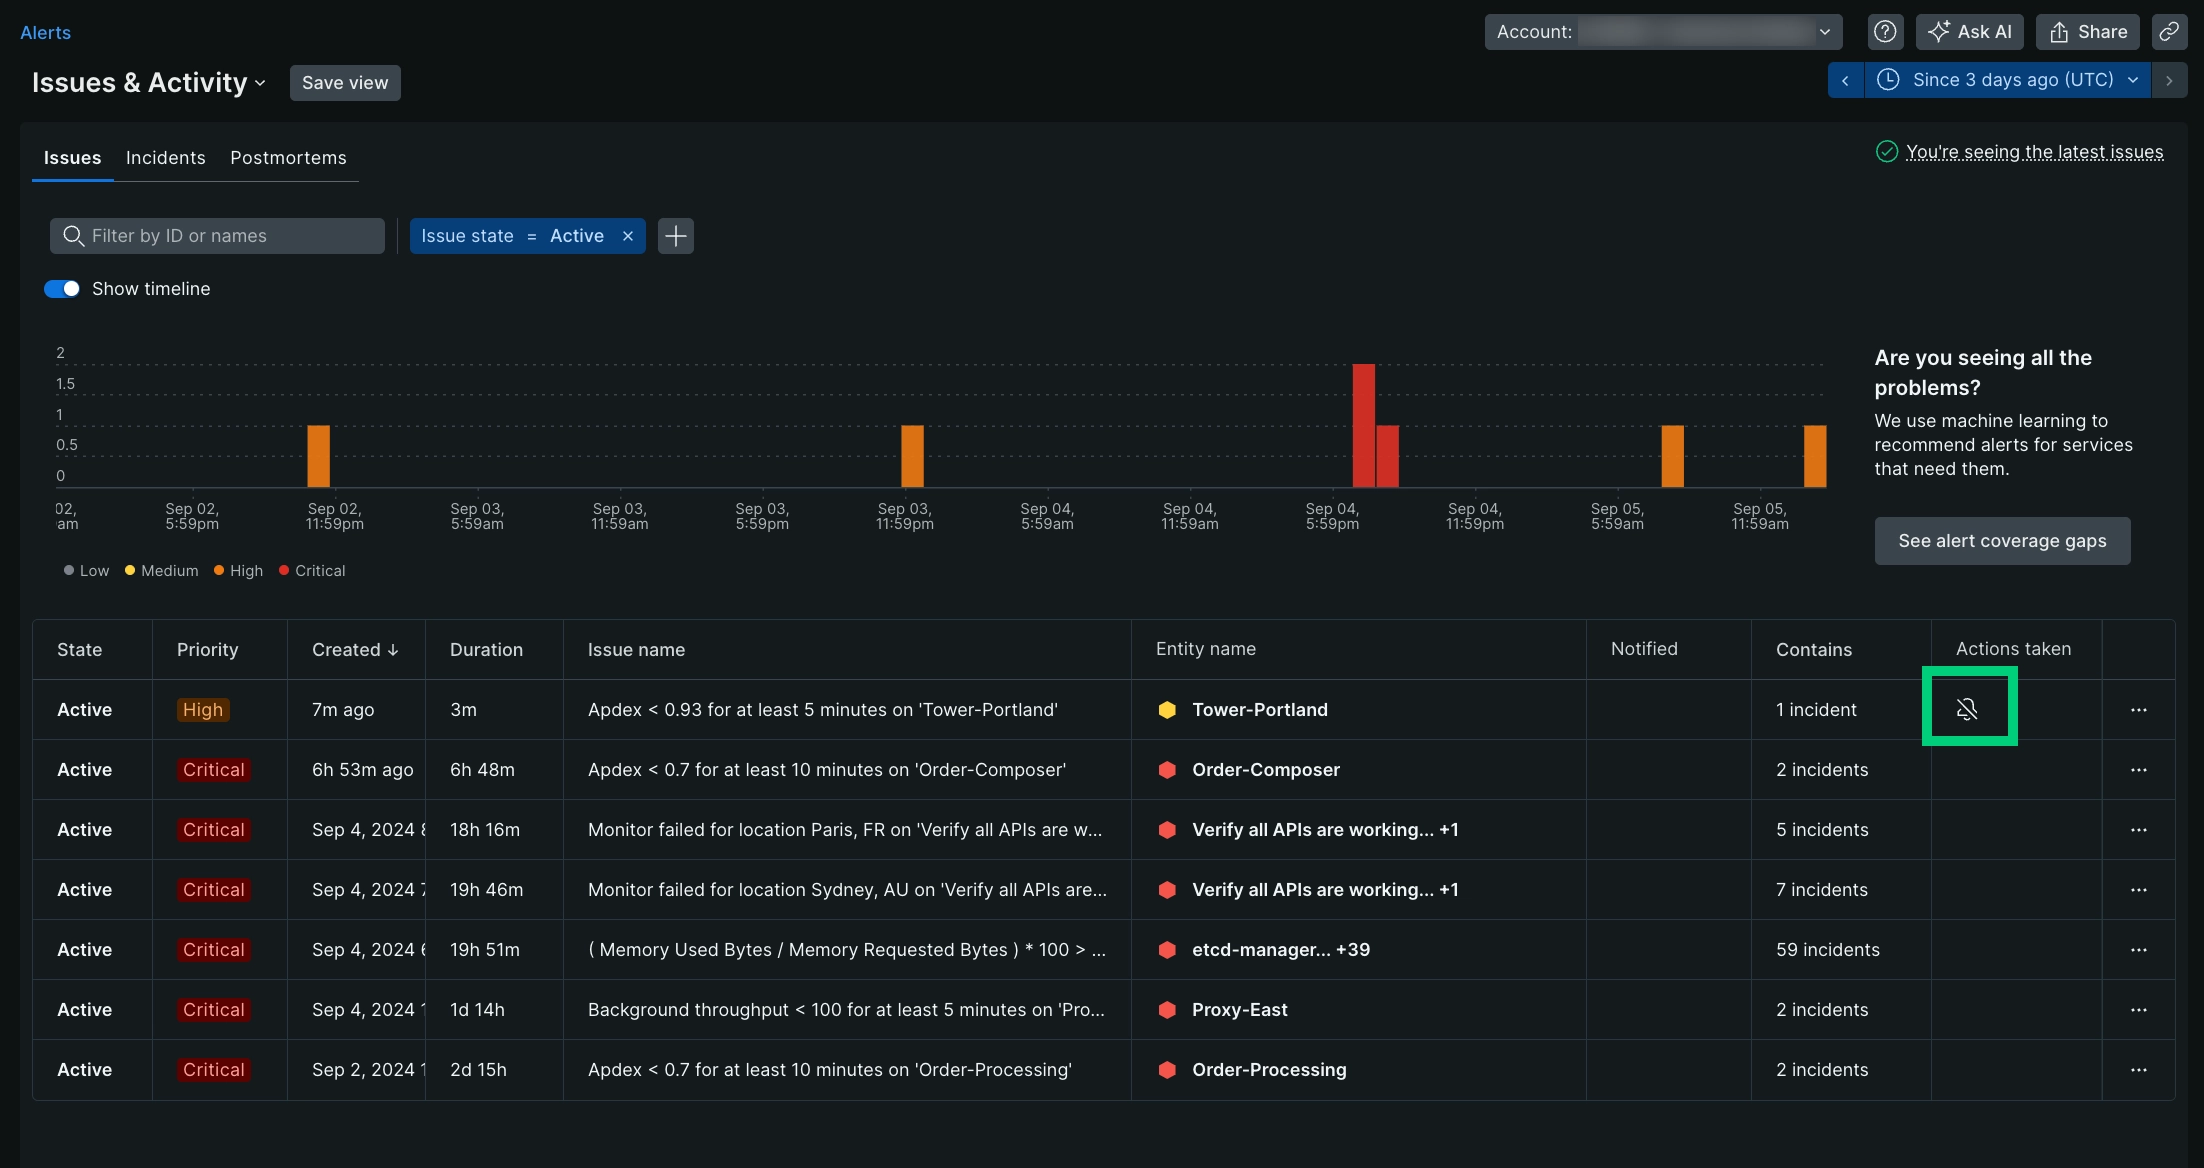 Alerts
Account:
Ask AI
Share
Issues & Activity
Save view
Since 3 days ago (UTC)
Issues
Incidents
Postmortems
You're seeing the latest issues
Filter by ID or names
Issue state = Active
Show timeline
2
1.5
1
0.5
0
02,
am
Sep 02,
5:59pm
Sep 02,
11:59pm
Sep 03,
5:59am
Sep 03,
11:59am
Sep 03,
5:59pm
Sep 03,
11:59pm
Sep 04,
5:59am
Sep 04,
11:59am
Sep 04,
5:59pm
Sep 04,
11:59pm
Sep 05,
5:59am
Sep 05,
11:59am
Low
Medium
High
Critical
Are you seeing all the
problems?
We use machine learning to
recommend alerts for services
that need them.
See alert coverage gaps
State Priority Created ↓ Duration Issue name Entity name Notified Contains Actions taken
Active High 7m ago 3m Apdex < 0.93 for at least 5 minutes on 'Tower-Portland' Tower-Portland 1 incident ...
Active Critical 6h 53m ago 6h 48m Apdex < 0.7 for at least 10 minutes on 'Order-Composer' Order-Composer 2 incidents ...
Active Critical Sep 4, 2024 18h 16m Monitor failed for location Paris, FR on 'Verify all APIs are w... Verify all APIs are working... +1 5 incidents ...
Active Critical Sep 4, 2024 19h 46m Monitor failed for location Sydney, AU on 'Verify all APIs are... Verify all APIs are working... +1 7 incidents ...
Active Critical Sep 4, 2024 19h 51m ( Memory Used Bytes / Memory Requested Bytes ) * 100 > ... etcd-manager... +39 59 incidents ...
Active Critical Sep 4, 2024 1d 14h Background throughput < 100 for at least 5 minutes on 'Pro... Proxy-East 2 incidents ...
Active Critical Sep 2, 2024 2d 15h Apdex < 0.7 for at least 10 minutes on 'Order-Processing' Order-Processing 2 incidents ...